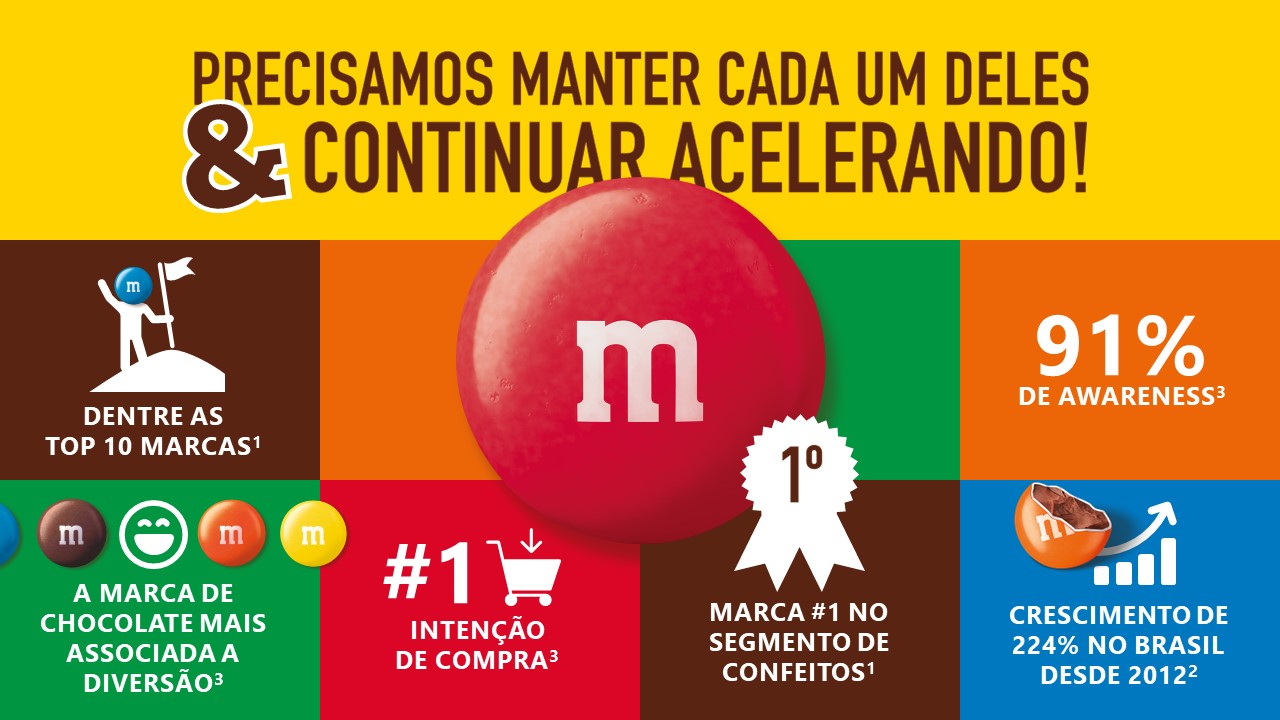 PRECISAMOS MANTER CADA UM DELES
& CONTINUAR ACELERANDO!
m
DENTRE AS
TOP 10 MARCAS¹
m
91%
DE AWARENESS³
m
m
m
A MARCA DE
CHOCOLATE MAIS
ASSOCIADA A
DIVERSÃO³
#1
INTENÇÃO
DE COMPRA³
1º
MARCA #1 NO
SEGMENTO DE
CONFEITOS¹
m
CRESCIMENTO DE
224% NO BRASIL
DESDE 2012²